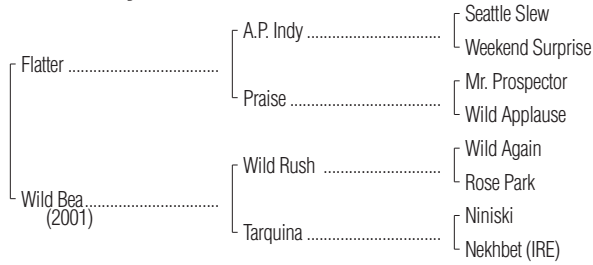 Seattle Slew
A.P. Indy ................................
Weekend Surprise
Flatter ....................................
Mr. Prospector
Praise ....................................
Wild Applause
Wild Again
Wild Rush ............................
Rose Park
Wild Bea................................
(2001)
Niniski
Tarquina ................................
Nekhbet (IRE)